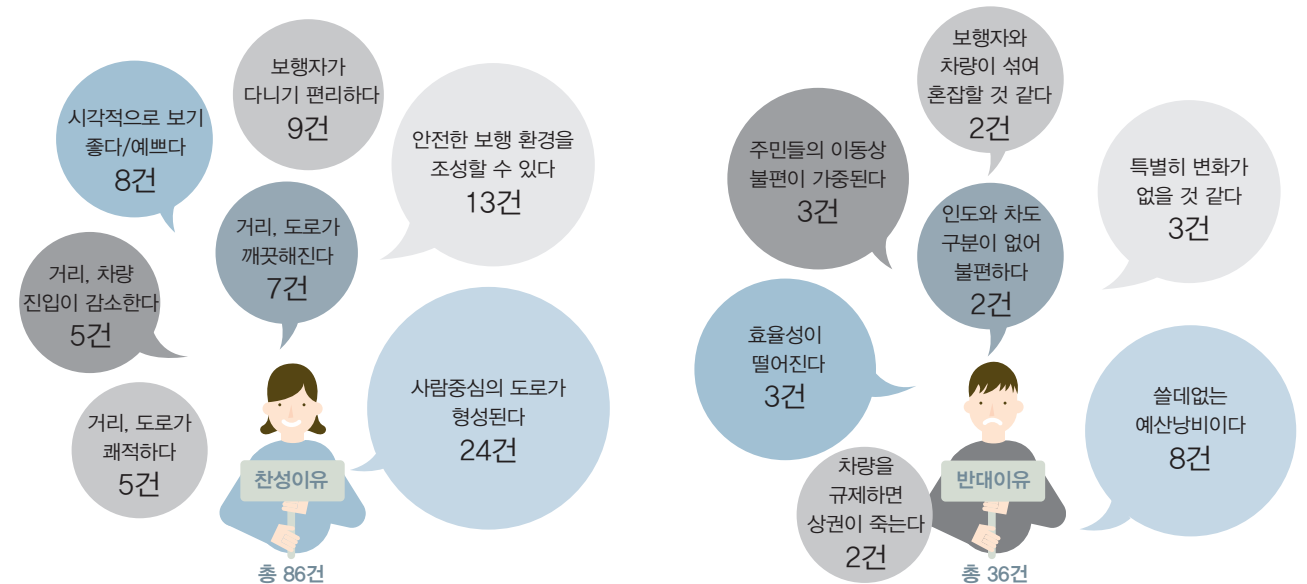 시각적으로 보기
좋다/예쁘다
8건
보행자가
다니기 편리하다
9건
안전한 보행 환경을
조성할 수 있다
13건
거리, 도로가
깨끗해진다
7건
거리, 차량
진입이 감소한다
5건
거리, 도로가
쾌적하다
5건
사람중심의 도로가
형성된다
24건
찬성이유
총 86건
보행자와
차량이 섞여
혼잡할 것 같다
2건
주민들의 이동상
불편이 가중된다
3건
인도와 차도
구분이 없어
불편하다
2건
특별히 변화가
없을 것 같다
3건
효율성이
떨어진다
3건
쓸데없는
예산낭비이다
8건
차량을
규제하면
상권이 죽는다
2건
반대이유
총 36건